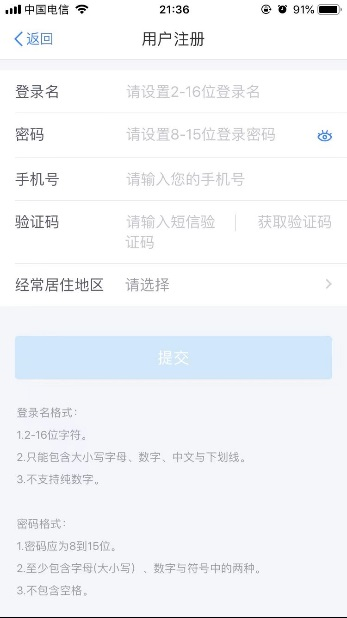 中国电信 21:36 91%
返回 用户注册
登录名 请设置2-16位登录名
密码 请设置8-15位登录密码
手机号 请输入您的手机号
验证码 请输入短信验证码 获取验证码
经常居住地区 请选择
提交
登录名格式：
1.2-16位字符。
2.只能包含大小写字母、数字、中文与下划线。
3.不支持纯数字。
密码格式：
1.密码应为8到15位。
2.至少包含字母(大小写）、数字与符号中的两种。
3.不包含空格。